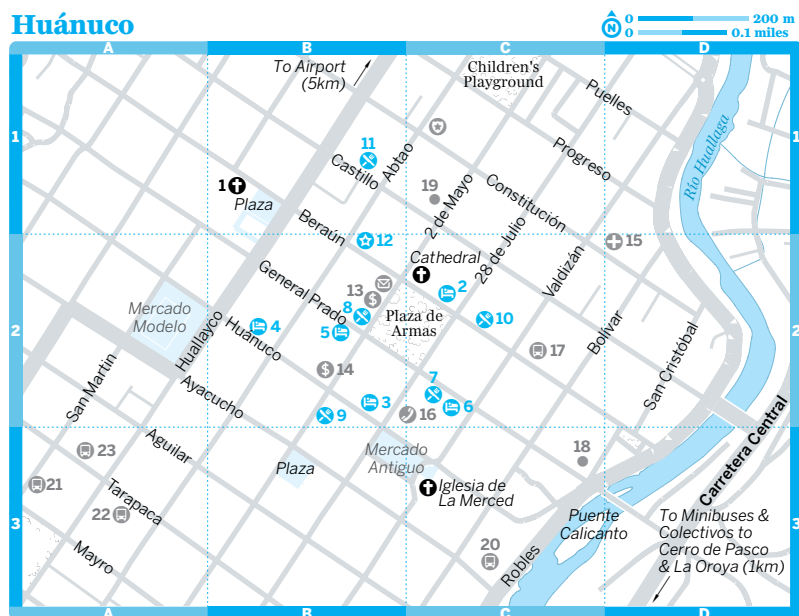 Huánuco
0 200 m
0 0.1 miles
N
A B C D
To Airport
(5km)
Children's
Playground
Puelles
1 1
11
Castillo
Abtao
Progreso
Río Huallaga
1
Plaza
19
2 de Mayo
Constitución
Beraún
12
28 de Julio
15
Cathedral
Valdizán
General Prado
13
$
2
8
Plaza de
Armas
10
Mercado
Modelo
4
5
Huánuco
2 2
Huallayco
17
Bolívar
San Cristóbal
14
$
San Martin
Ayacucho
7
3
6
9
16
Aguilar
23
Mercado
Antiguo
18
Carretera Central
Plaza
21
Tarapaca
Iglesia de
La Merced
22
3 3
Puente
Calicanto
To Minibuses &
Colectivos to
Cerro de Pasco
& La Oroya (1km)
Mayro
20
Robles
A B C D